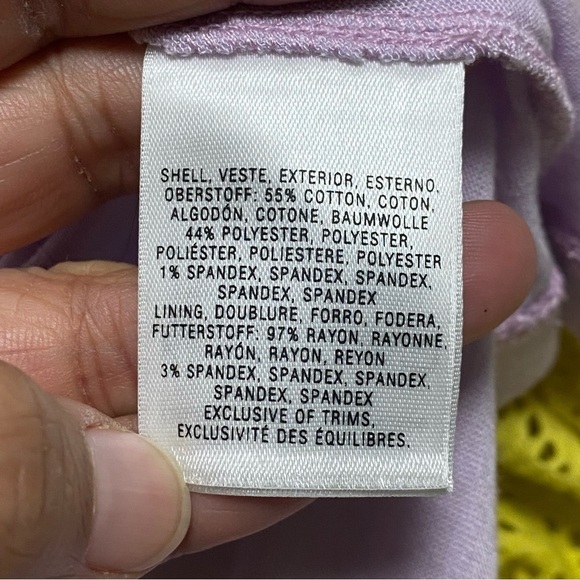 SHELL, VESTE, EXTERIOR, ESTERNO,
OBERSTOFF: 55% COTTON, COTON,
ALGODÓN, COTONE, BAUMWOLLE
44% POLYESTER, POLYESTER,
POLIÉSTER, POLIESTERE, POLYESTER
1% SPANDEX, SPANDEX, SPANDEX,
SPANDEX, SPANDEX
LINING, DOUBLURE, FORRO, FODERA,
FUTTERSTOFF: 97% RAYON, RAYONNE,
RAYÓN, RAYON, REYON
3% SPANDEX, SPANDEX, SPANDEX,
SPANDEX, SPANDEX
EXCLUSIVE OF TRIMS,
EXCLUSIVITÉ DES ÉQUILIBRES.